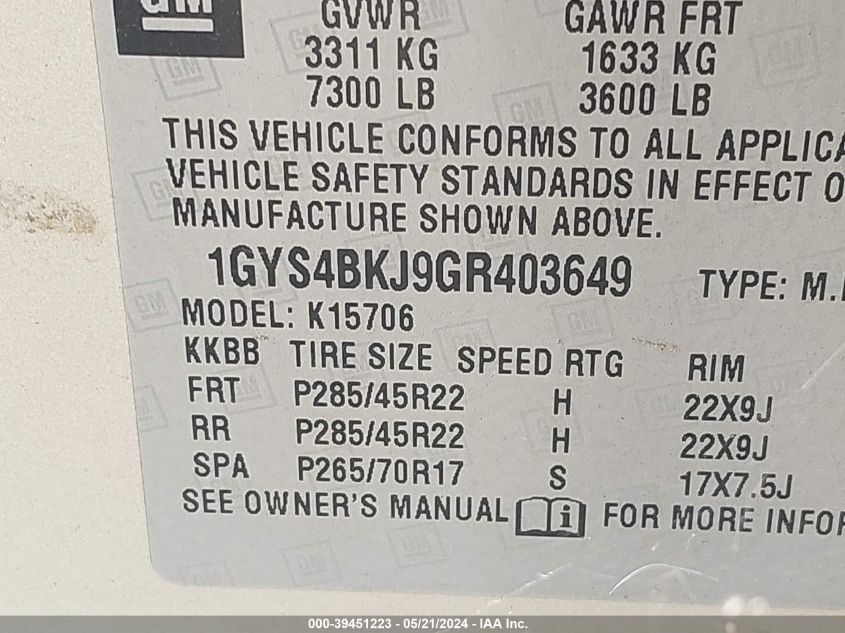 GM
GVWR GAWR FRT
3311 KG 1633 KG
7300 LB 3600 LB
THIS VEHICLE CONFORMS TO ALL APPLICA
VEHICLE SAFETY STANDARDS IN EFFECT O
MANUFACTURE SHOWN ABOVE.
1GYS4BKJ9GR403649 TYPE: M.
MODEL: K15706
KKBB TIRE SIZE SPEED RTG RIM
FRT P285/45R22 H 22X9J
RR P285/45R22 H 22X9J
SPA P265/70R17 S 17X7.5J
SEE OWNER'S MANUAL i FOR MORE INFOR
000-39451223 - 05/21/2024 - IAA Inc.